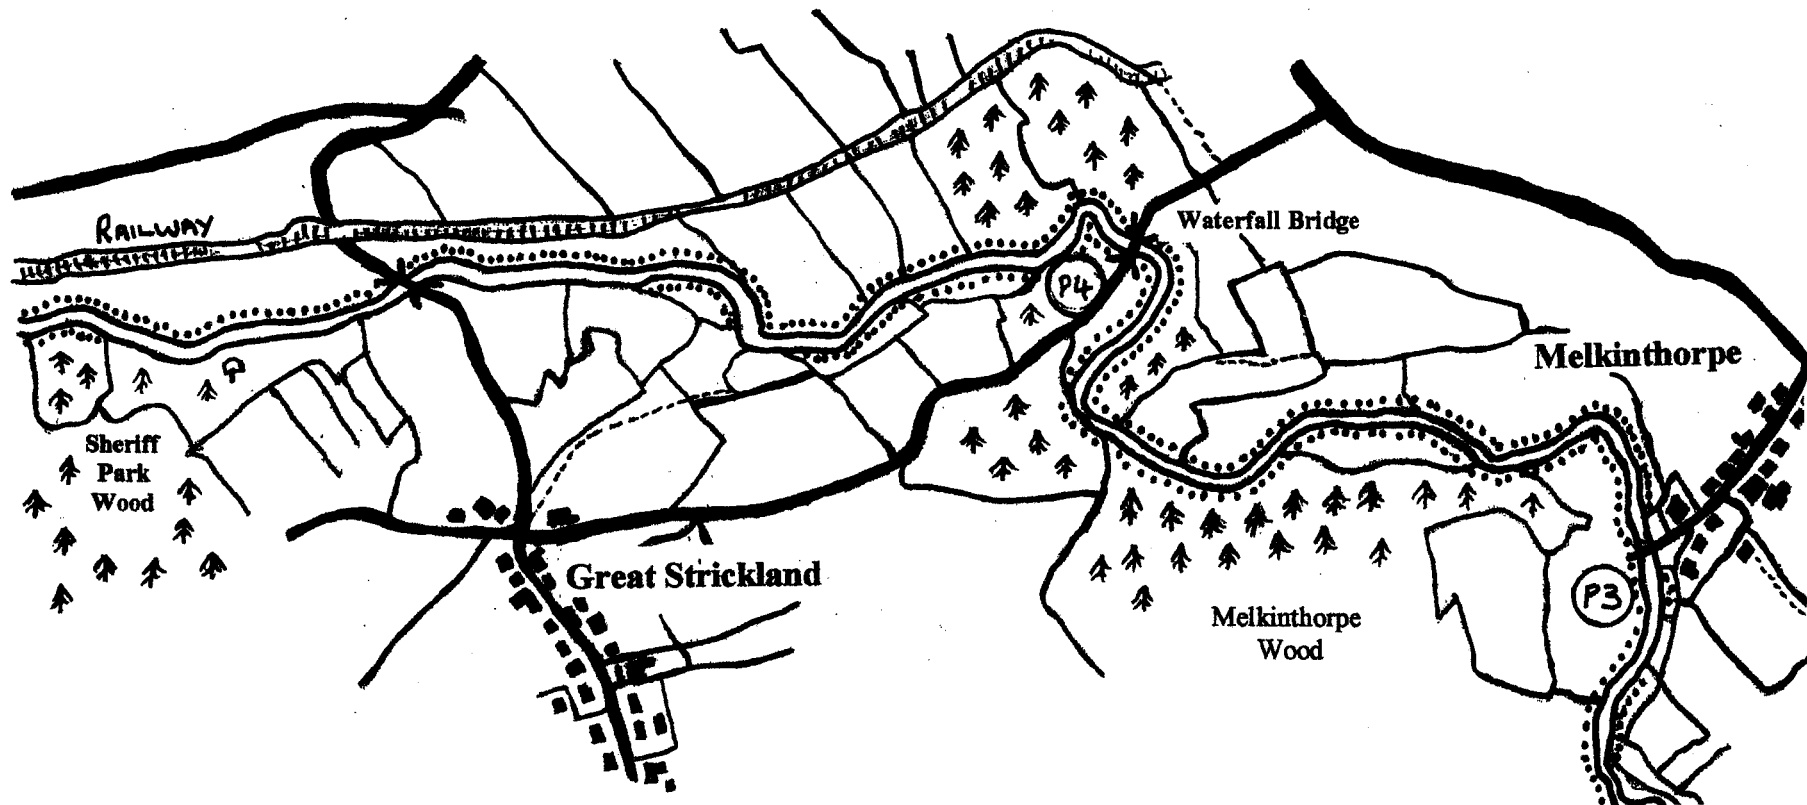 RAILWAY
Waterfall Bridge
P4
Melkinthorpe
Sheriff
Park
Wood
Great Strickland
P3
Melkinthorpe
Wood